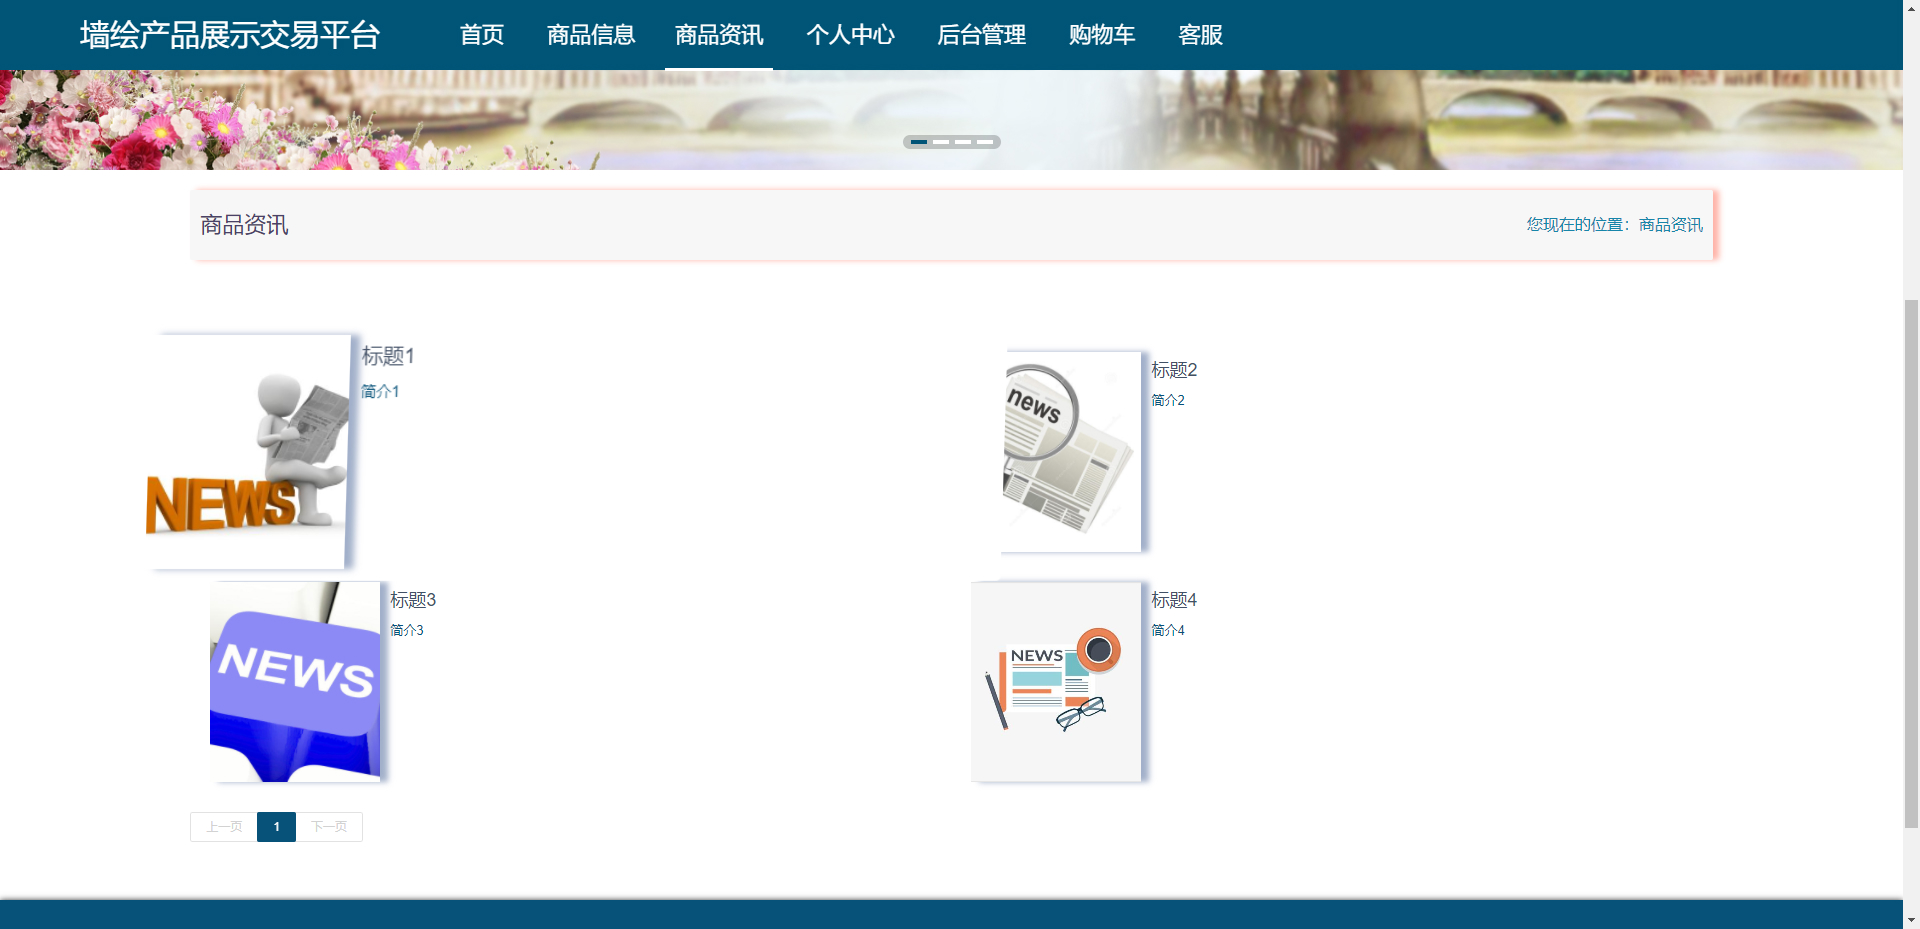 墙绘产品展示交易平台 首页 商品信息 商品资讯 个人中心 后台管理 购物车 客服
商品资讯 您现在的位置：商品资讯
标题1
简介1
NEWS
标题2
简介2
news
标题3
简介3
NEWS
标题4
简介4
NEWS
上一页 1 下一页